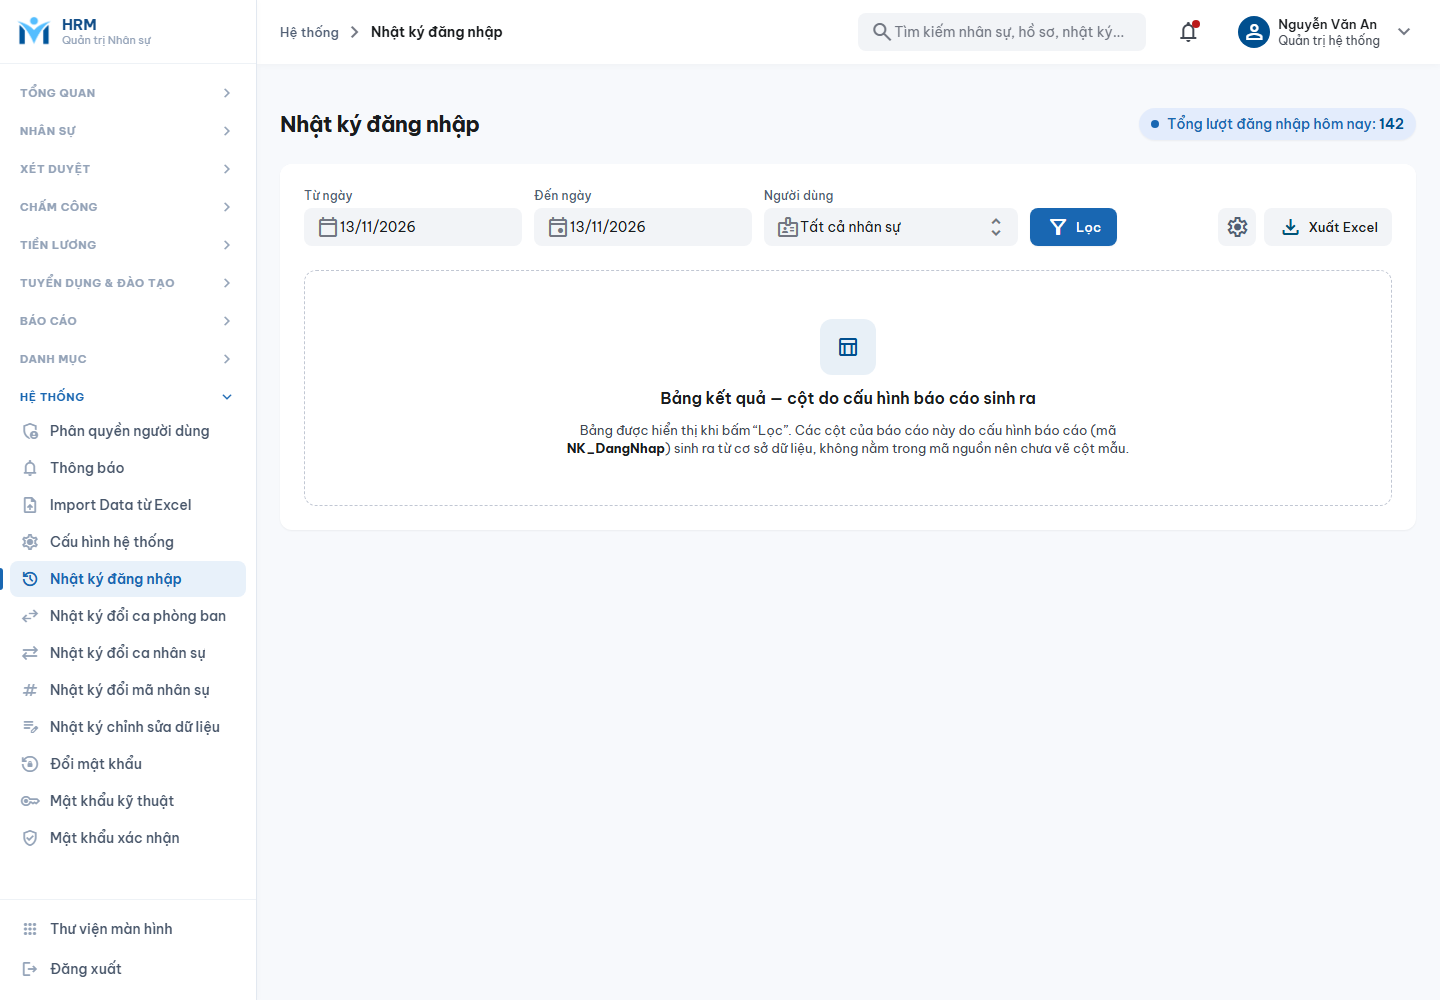 HRM
Quản trị Nhân sự
TỔNG QUAN
NHÂN SỰ
XÉT DUYỆT
CHẤM CÔNG
TIỀN LƯƠNG
TUYỂN DỤNG & ĐÀO TẠO
BÁO CÁO
DANH MỤC
HỆ THỐNG
Phân quyền người dùng
Thông báo
Import Data từ Excel
Cấu hình hệ thống
Nhật ký đăng nhập
Nhật ký đổi ca phòng ban
Nhật ký đổi ca nhân sự
Nhật ký đổi mã nhân sự
Nhật ký chỉnh sửa dữ liệu
Đổi mật khẩu
Mật khẩu kỹ thuật
Mật khẩu xác nhận
Thư viện màn hình
Đăng xuất
Hệ thống
Nhật ký đăng nhập
Tìm kiếm nhân sự, hồ sơ, nhật ký...
Nguyễn Văn An
Quản trị hệ thống
Nhật ký đăng nhập
Tổng lượt đăng nhập hôm nay: 142
Từ ngày
Đến ngày
Người dùng
13/11/2026
13/11/2026
Tất cả nhân sự
Lọc
Xuất Excel
Bảng kết quả — cột do cấu hình báo cáo sinh ra
Bảng được hiển thị khi bấm “Lọc”. Các cột của báo cáo này do cấu hình báo cáo (mã
NK_DangNhap) sinh ra từ cơ sở dữ liệu, không nằm trong mã nguồn nên chưa vẽ cột mẫu.